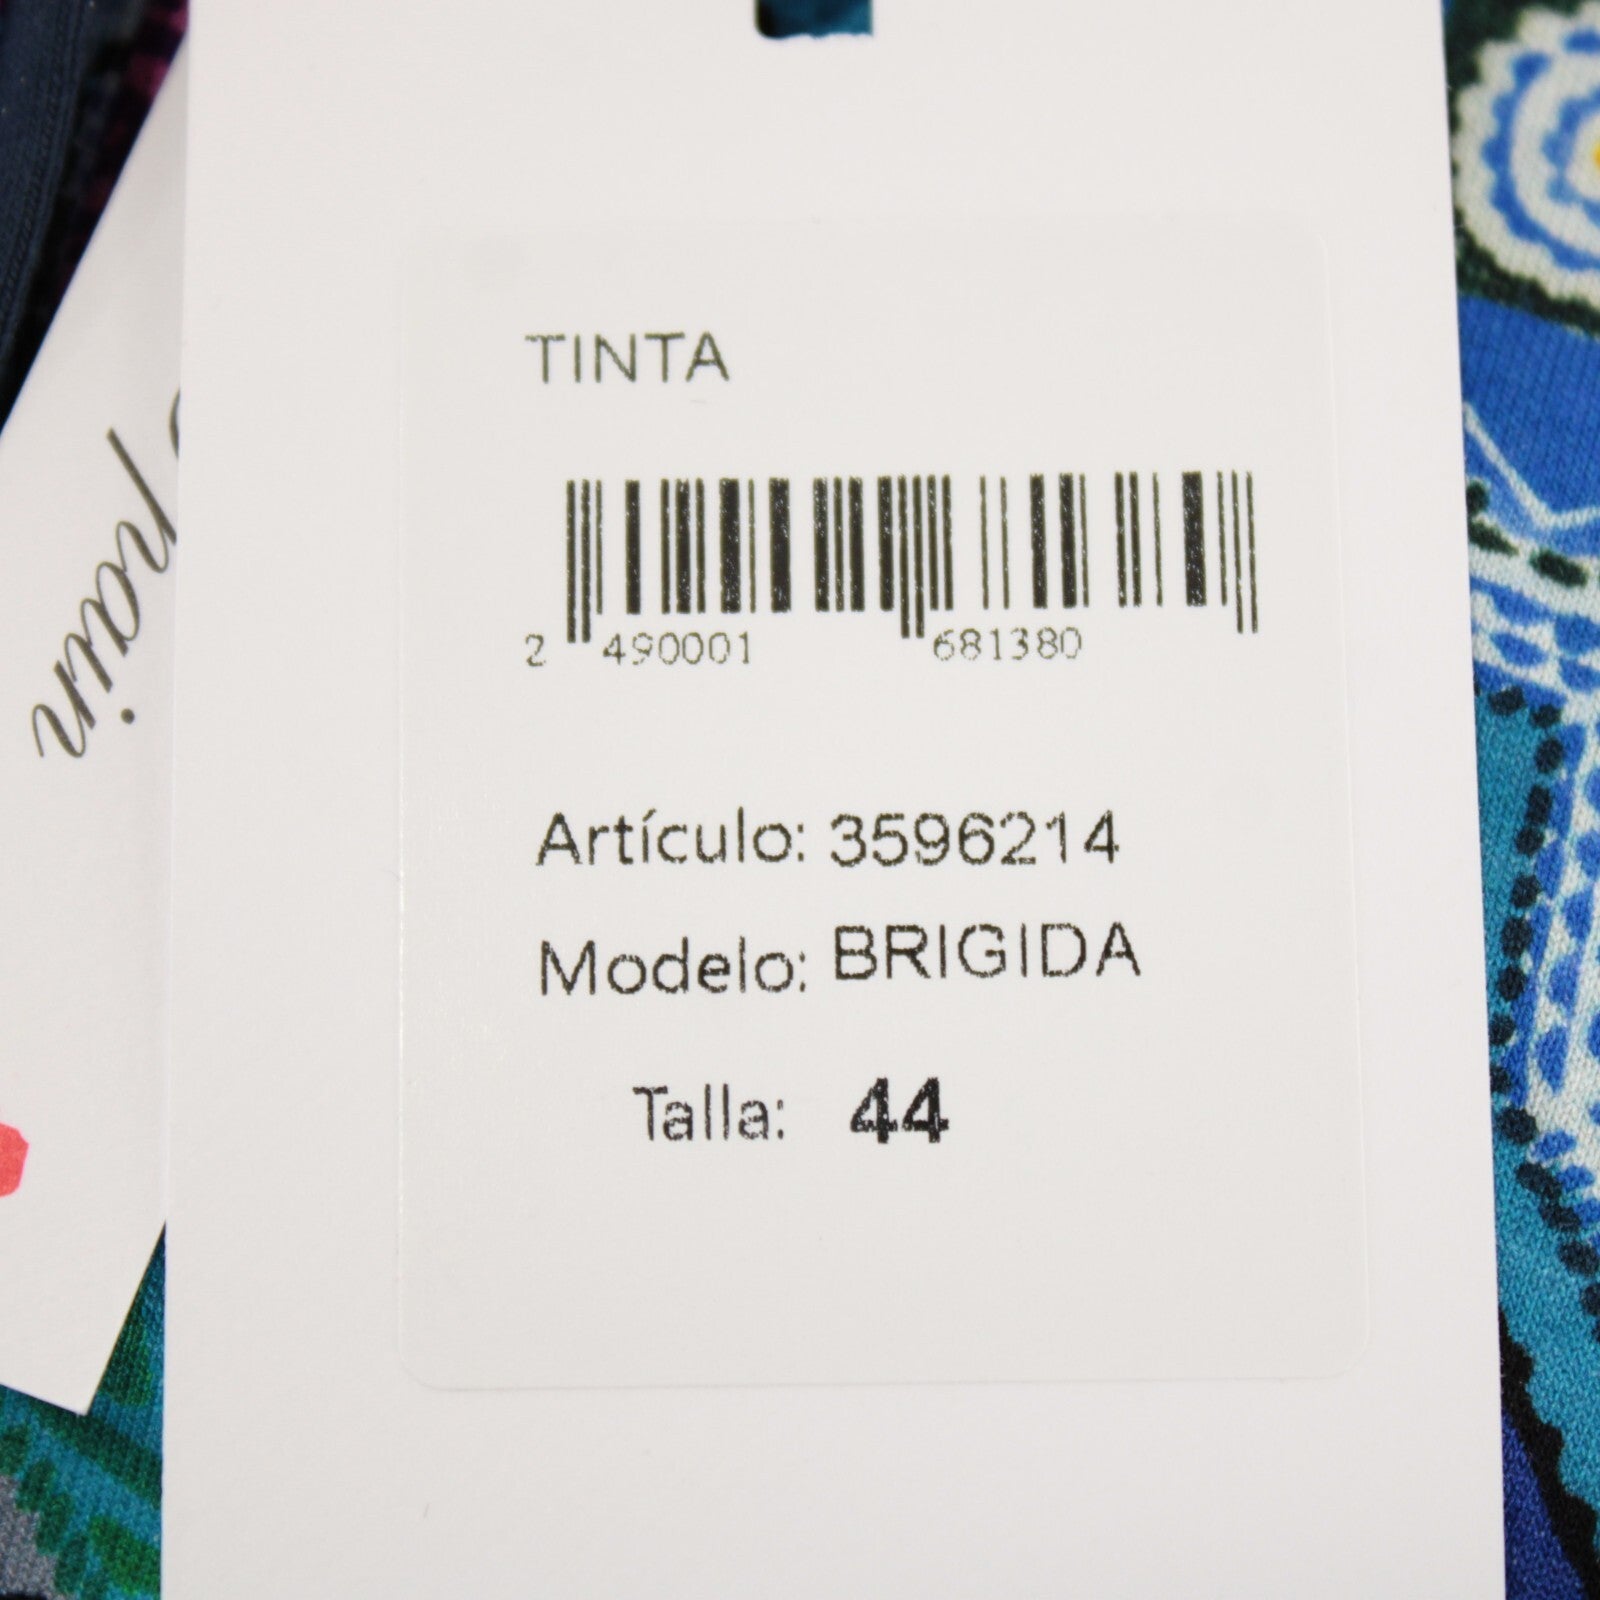 TINTA
2 490001 681380
Artículo: 3596214
Modelo: BRIGIDA
Talla: 44